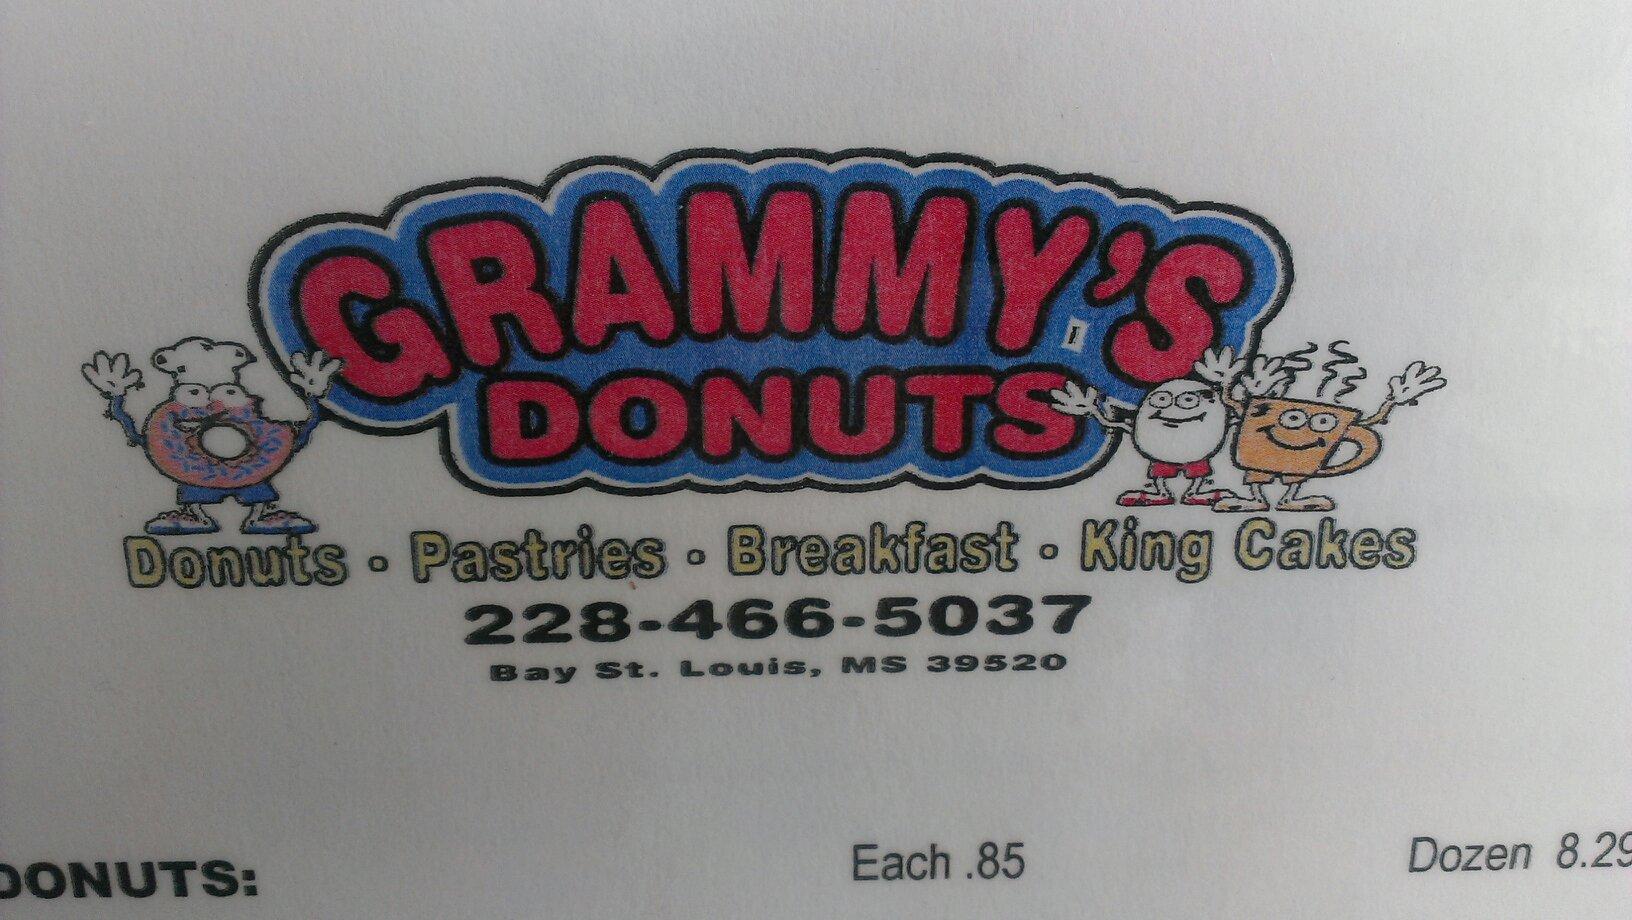 GRAMMY'S
DONUTS
Donuts • Pastries • Breakfast • King Cakes
228-466-5037
Bay St. Louis, MS 39520
DONUTS: Each .85 Dozen 8.29